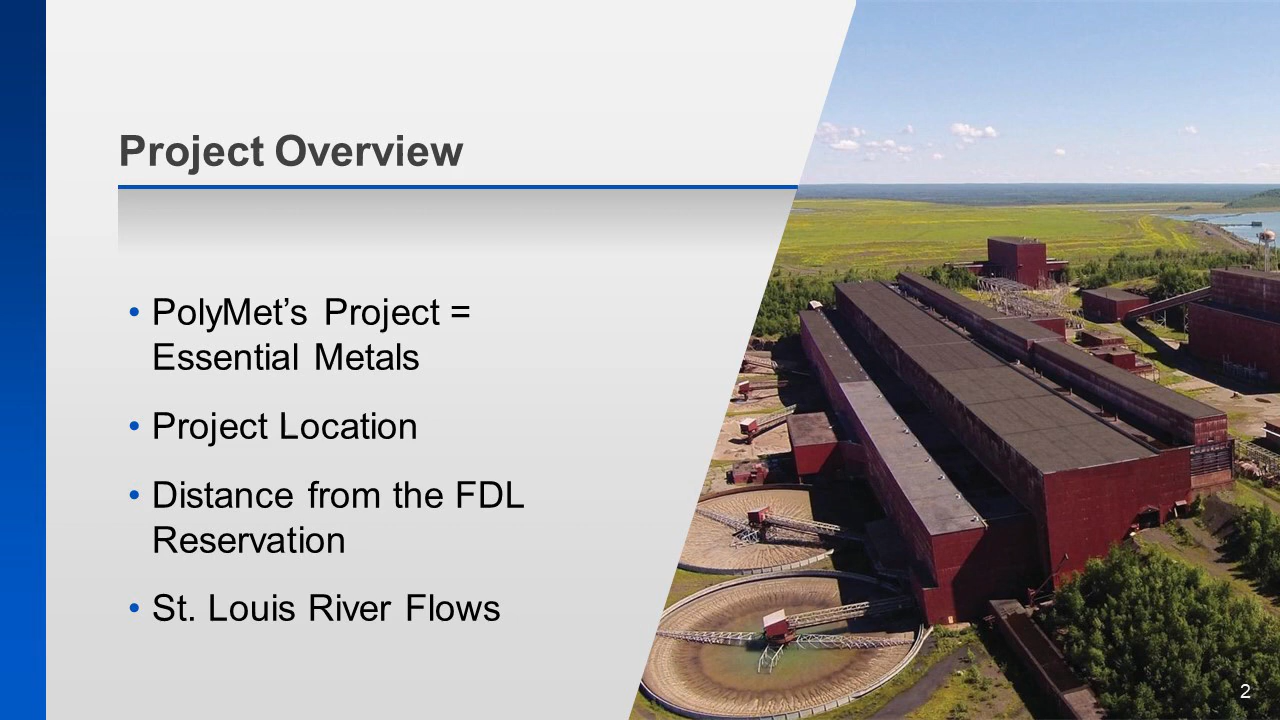 Project Overview
• PolyMet’s Project =
Essential Metals
• Project Location
• Distance from the FDL
Reservation
• St. Louis River Flows
2